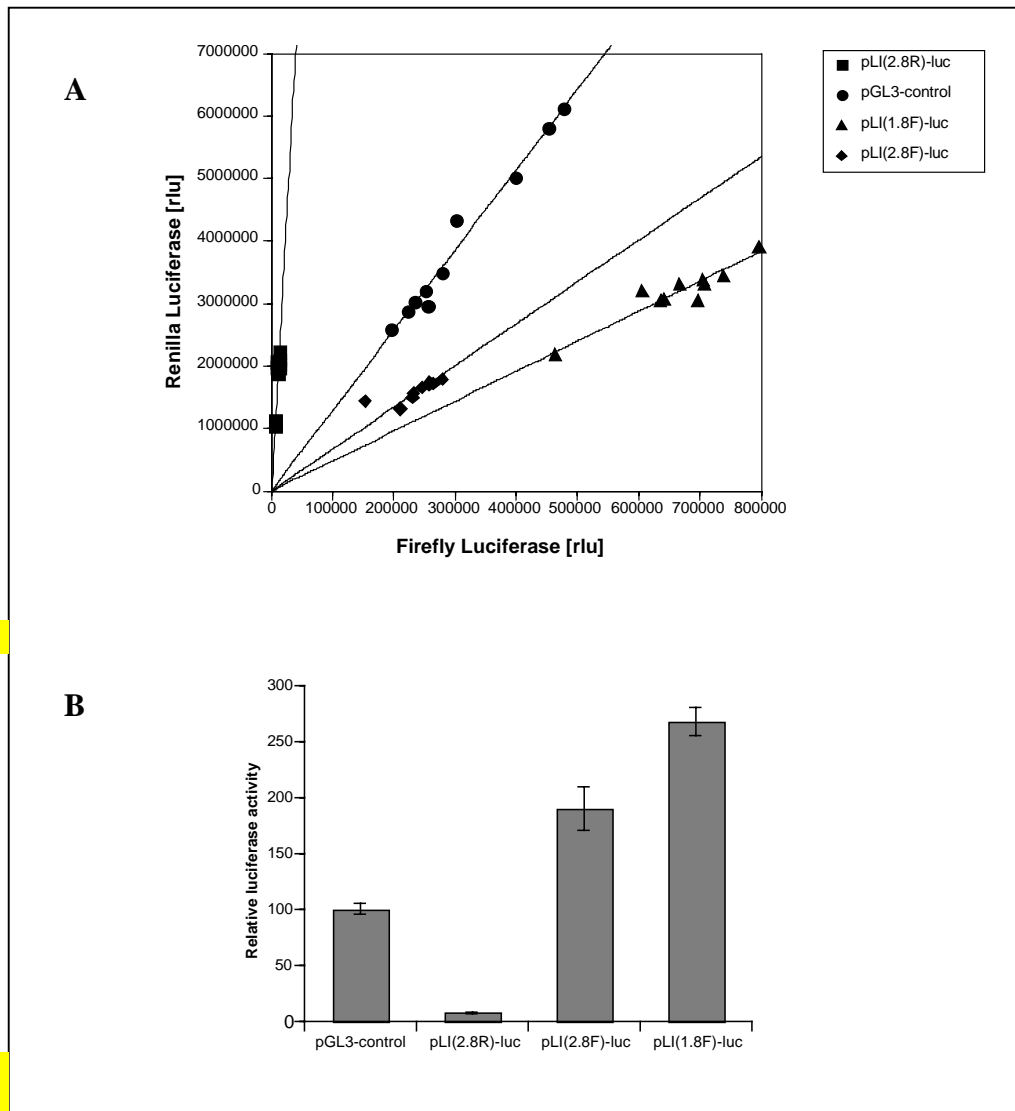 A
7000000
6000000
5000000
4000000
3000000
2000000
1000000
0
0 100000 200000 300000 400000 500000 600000 700000 800000
Renilla Luciferase [rlu]
Firefly Luciferase [rlu]
pLI(2.8R)-luc
pGL3-control
pLI(1.8F)-luc
pLI(2.8F)-luc
B
300
250
200
150
100
50
0
Relative luciferase activity
pGL3-control pLI(2.8R)-luc pLI(2.8F)-luc pLI(1.8F)-luc